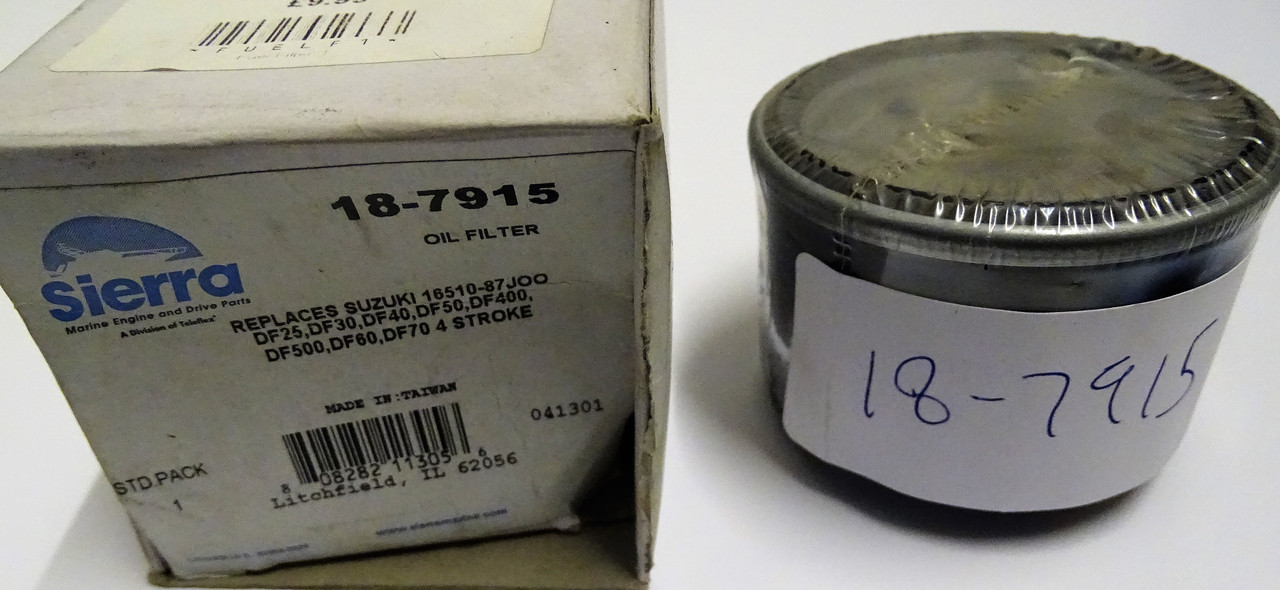 *FUELF1*
18-7915
OIL FILTER
Sierra
Marine Engine and Drive Parts
A Division of Teleflex
REPLACES SUZUKI 16510-87JOO
DF25,DF30,DF40,DF50,DF400,
DF500,DF60,DF70 4 STROKE
MADE IN:TAIWAN
041301
8 08282 11305 6
Litchfield, IL 62056
STD.PACK
1
18-7915